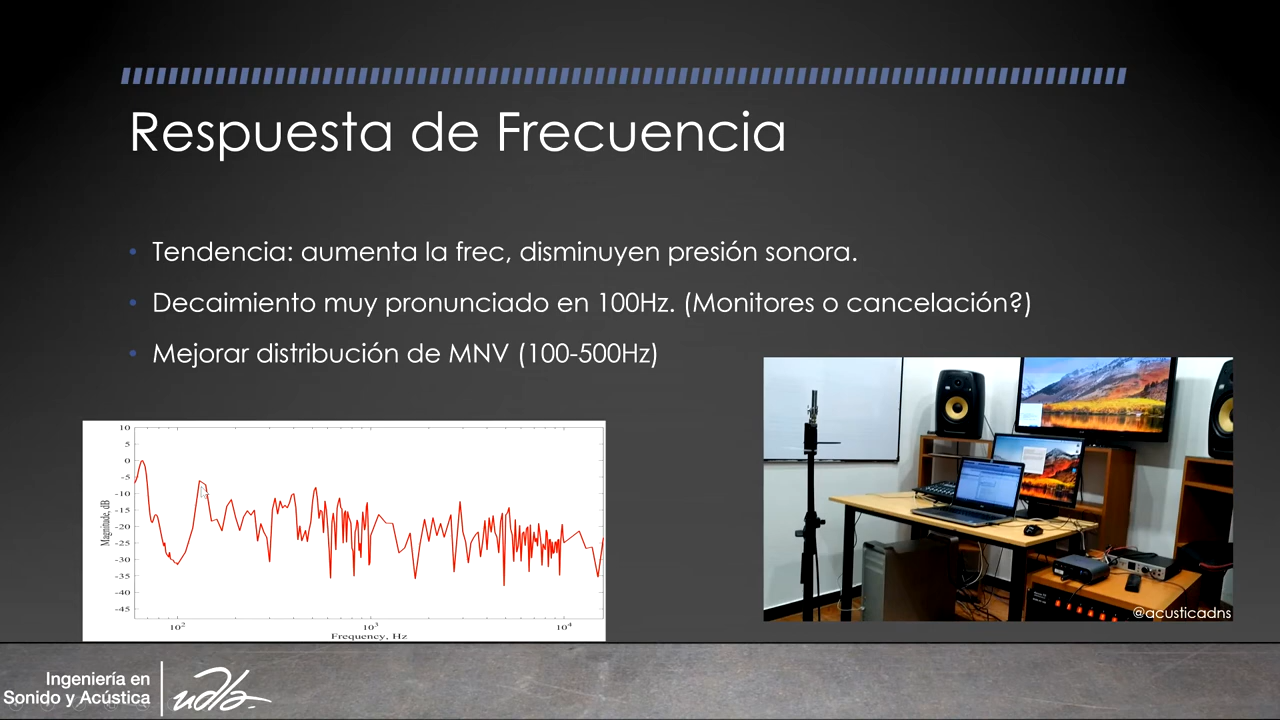 Respuesta de Frecuencia
Tendencia: aumenta la frec, disminuyen presión sonora.
Decaimiento muy pronunciado en 100Hz. (Monitores o cancelación?)
Mejorar distribución de MNV (100-500Hz)
10
5
0
-5
-10
-15
-20
-25
-30
-35
-40
-45
Magnitude, dB
10² 10³ 10⁴
Frequency, Hz
@acusticadns
Ingeniería en
Sonido y Acústica
udla